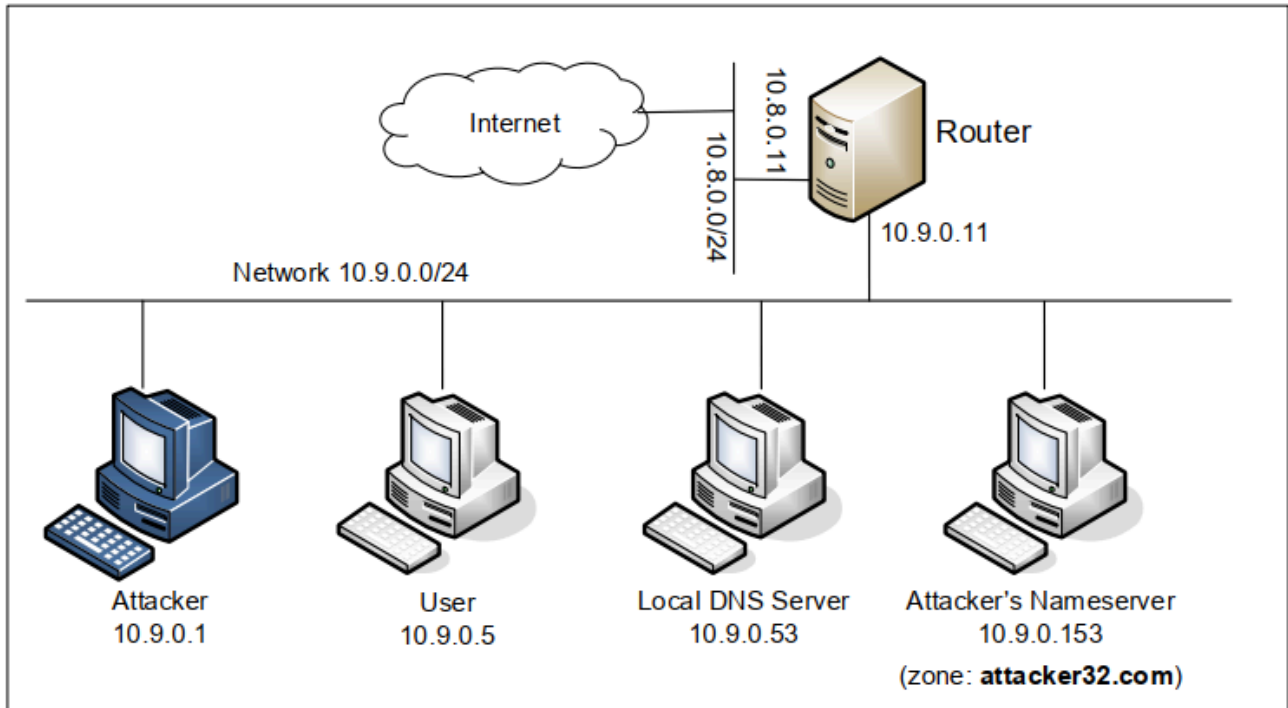 Internet
10.8.0.11
10.8.0.0/24
Router
10.9.0.11
Network 10.9.0.0/24
Attacker
10.9.0.1
User
10.9.0.5
Local DNS Server
10.9.0.53
Attacker's Nameserver
10.9.0.153
(zone: attacker32.com)